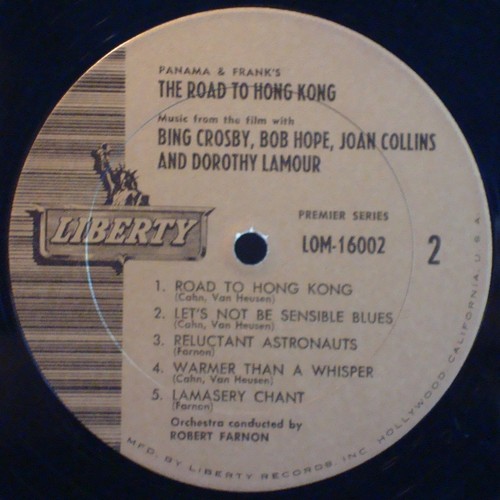 PANAMA & FRANK'S
THE ROAD TO HONG KONG
Music from the film with
BING CROSBY, BOB HOPE, JOAN COLLINS
AND DOROTHY LAMOUR
LIBERTY
PREMIER SERIES
LOM-16002
2
1. ROAD TO HONG KONG
(Cahn, Van Heusen)
2. LET'S NOT BE SENSIBLE BLUES
(Cahn, Van Heusen)
3. RELUCTANT ASTRONAUTS
(Farnon)
4. WARMER THAN A WHISPER
(Cahn, Van Heusen)
5. LAMASERY CHANT
(Farnon)
Orchestra conducted by
ROBERT FARNON
MFD. BY LIBERTY RECORDS, INC. HOLLYWOOD, CALIFORNIA, U.S.A.